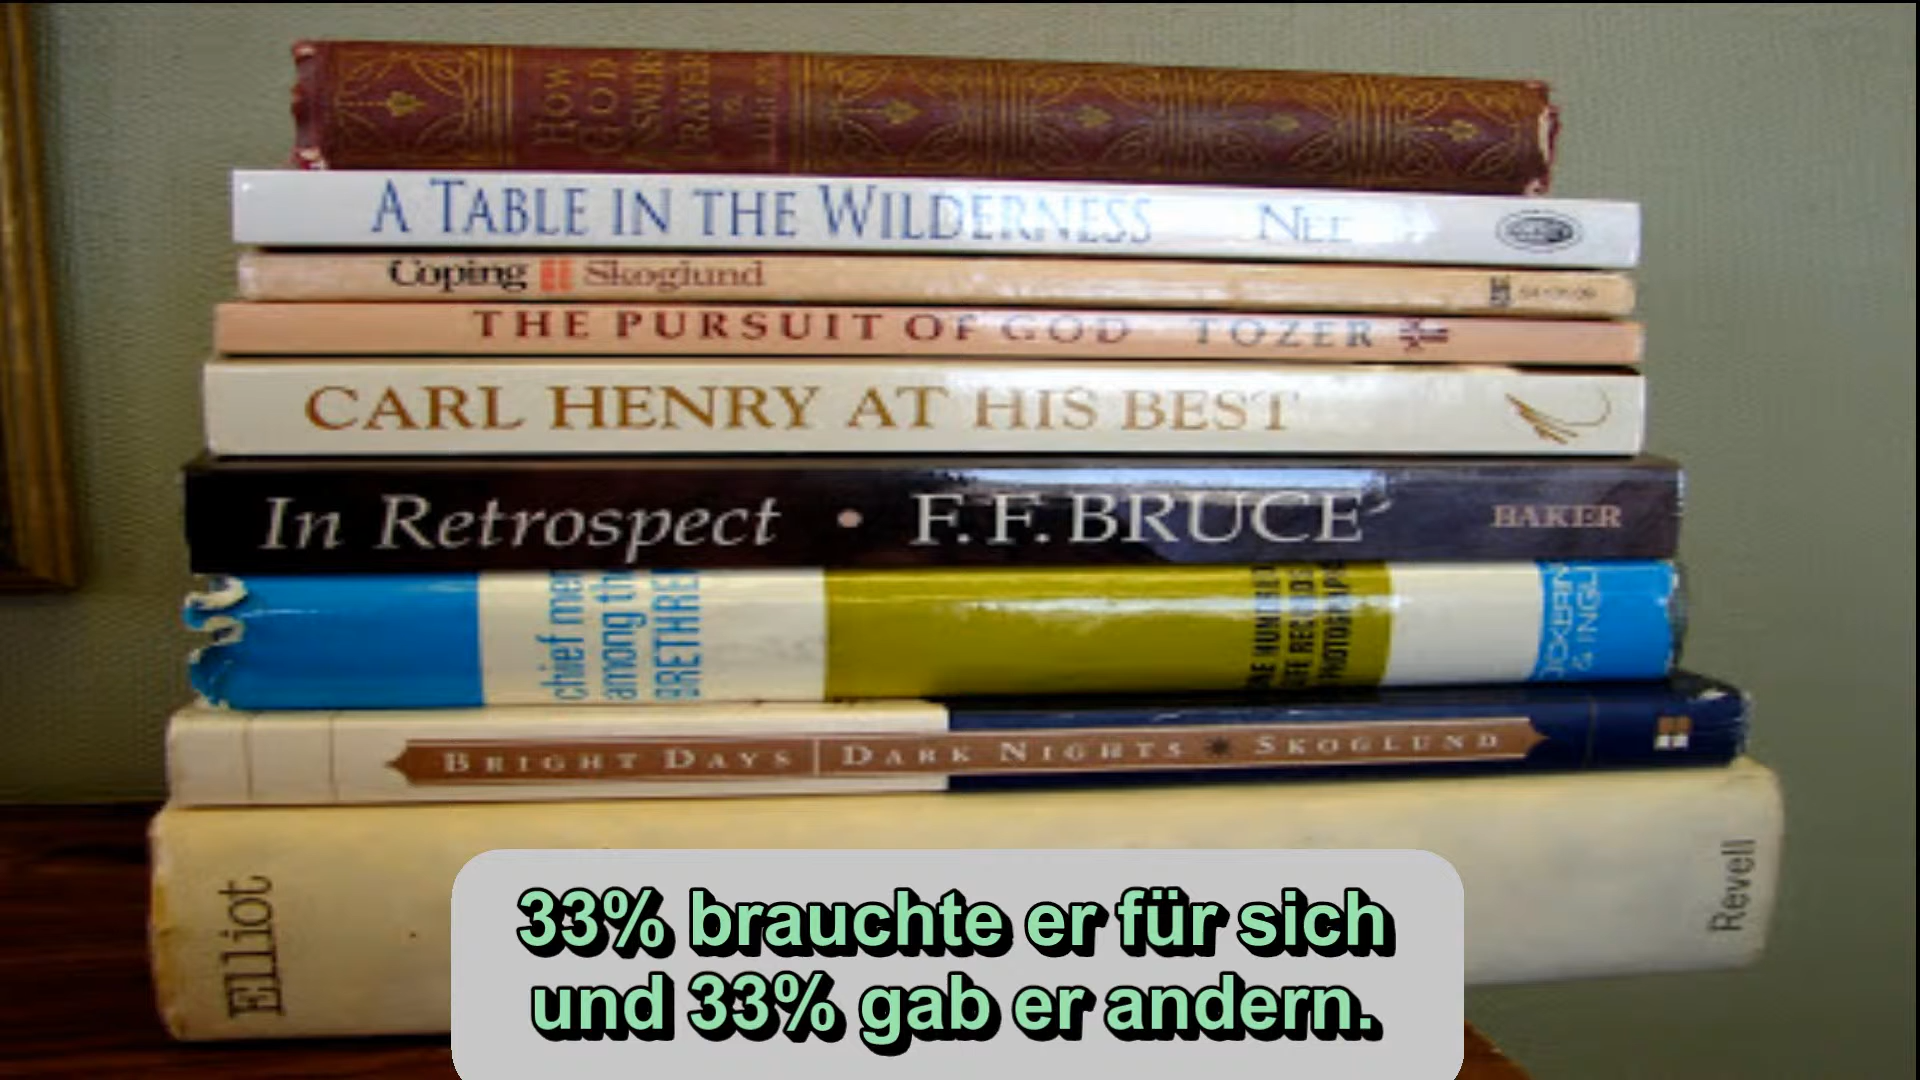 HOW
GOD
ANSWERS
PRAYER
A TABLE IN THE WILDERNESS NEE
Coping Skoglund
THE PURSUIT OF GOD TOZER
CARL HENRY AT HIS BEST
In Retrospect • F. F. BRUCE BAKER
chief men
among the
BRETHREN
& INGL
BRIGHT DAYS | DARK NIGHTS SKOGLUND
Elliot
Revell
33% brauchte er für sich
und 33% gab er andern.